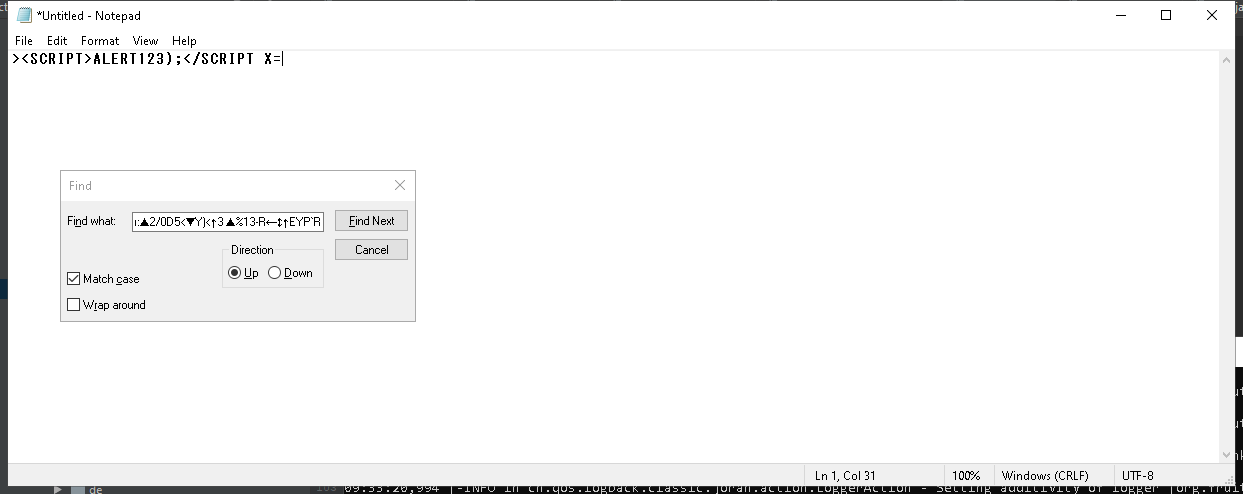 *Untitled - Notepad
File Edit Format View Help
><SCRIPT>ALERT123);</SCRIPT X=
Find
Find what: :▲2/0D5<▼Y}<↑3▲%13-R←↕↑EYP`R Find Next
Direction
Cancel
Up Down
Match case
Wrap around
Ln 1, Col 31 100% Windows (CRLF) UTF-8
de
09:33:20,994 |-INFO in ch.qos.logback.classic.joran.action.LoggerAction - Setting additivity of logger